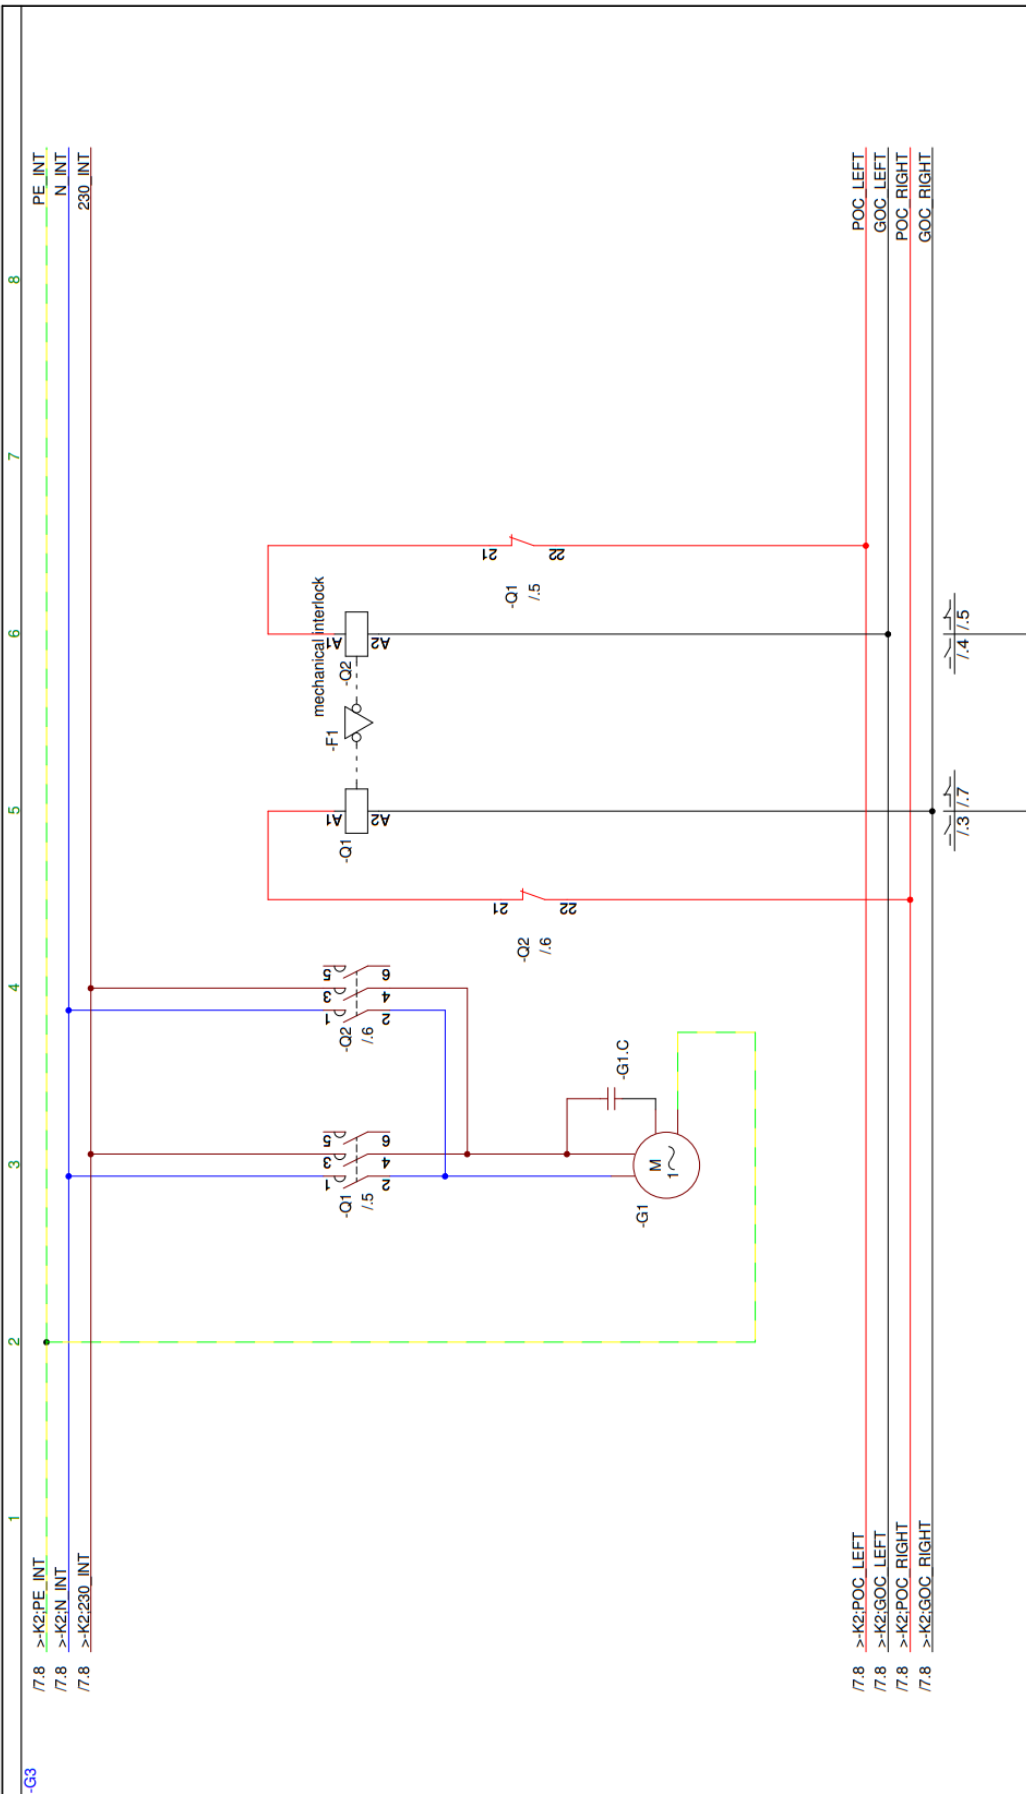 -G3
1
2
3
4
5
6
7
8
/7.8 >-K2;PE_INT
PE_INT
/7.8 >-K2;N_INT
N_INT
/7.8 >-K2;230_INT
230_INT
-Q1
/.5
1
2
3
4
5
6
-Q2
/.6
1
2
3
4
5
6
-G1
M
1
-G1.C
-Q1
A1
A2
-F1
mechanical interlock
-Q2
A1
A2
-Q2
/.6
21
22
-Q1
/.5
21
22
/7.8 >-K2;POC_LEFT
POC_LEFT
/7.8 >-K2;GOC_LEFT
GOC_LEFT
/7.8 >-K2;POC_RIGHT
POC_RIGHT
/7.8 >-K2;GOC_RIGHT
GOC_RIGHT
/.3 /.7
/.4 /.5